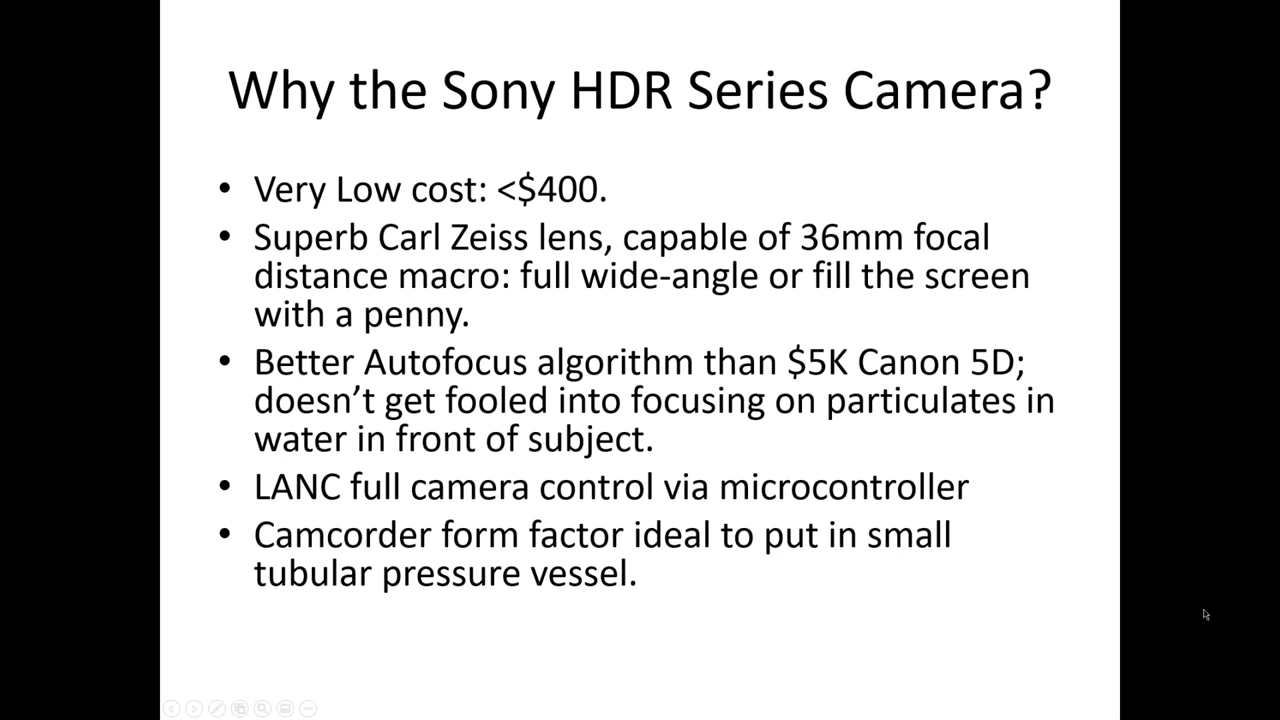 Why the Sony HDR Series Camera?
• Very Low cost: <$400.
• Superb Carl Zeiss lens, capable of 36mm focal
distance macro: full wide-angle or fill the screen
with a penny.
• Better Autofocus algorithm than $5K Canon 5D;
doesn’t get fooled into focusing on particulates in
water in front of subject.
• LANC full camera control via microcontroller
• Camcorder form factor ideal to put in small
tubular pressure vessel.